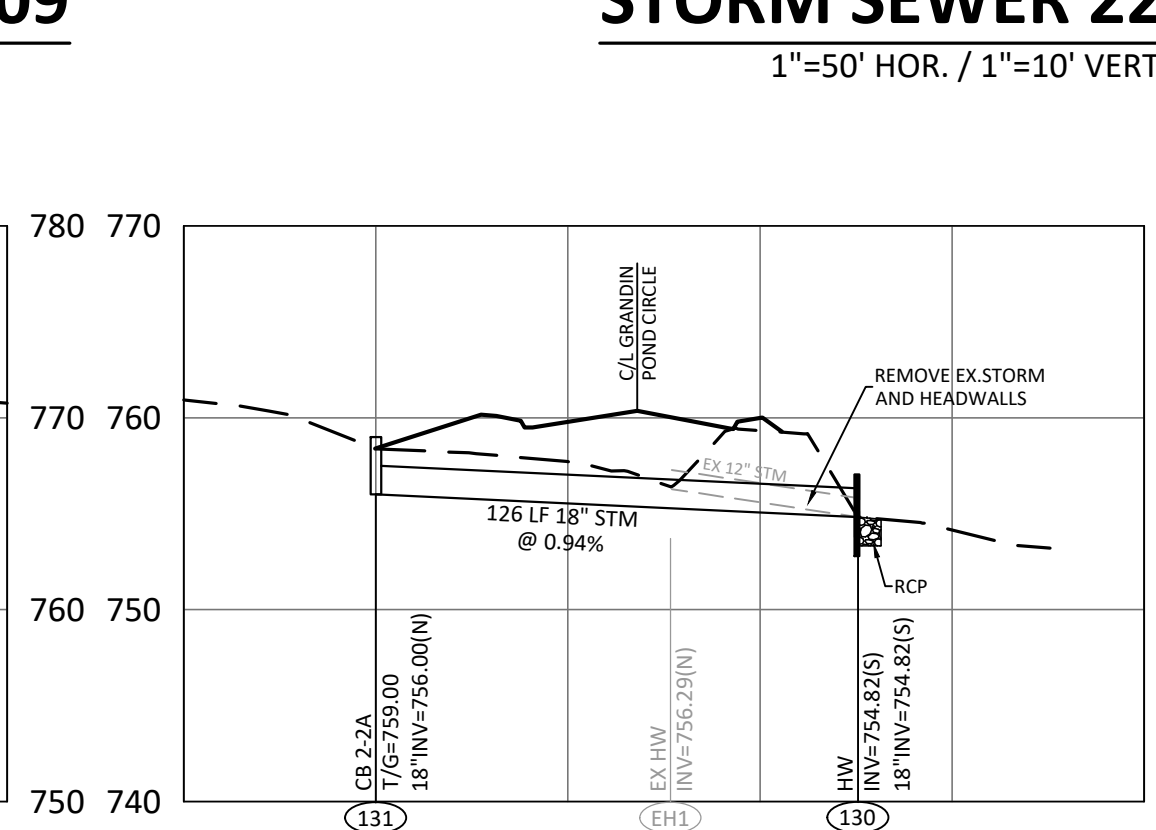 09
STORM SEWER 22
1"=50' HOR. / 1"=10' VERT
780
770
760
750
770
760
750
740
C/L GRANDIN
POND CIRCLE
REMOVE EX.STORM
AND HEADWALLS
EX 12" STM
126 LF 18" STM
@ 0.94%
RCP
CB 2-2A
T/G=759.00
18"INV=756.00(N)
EX HW
INV=756.29(N)
HW
INV=754.82(S)
18"INV=754.82(S)
131
EH1
130